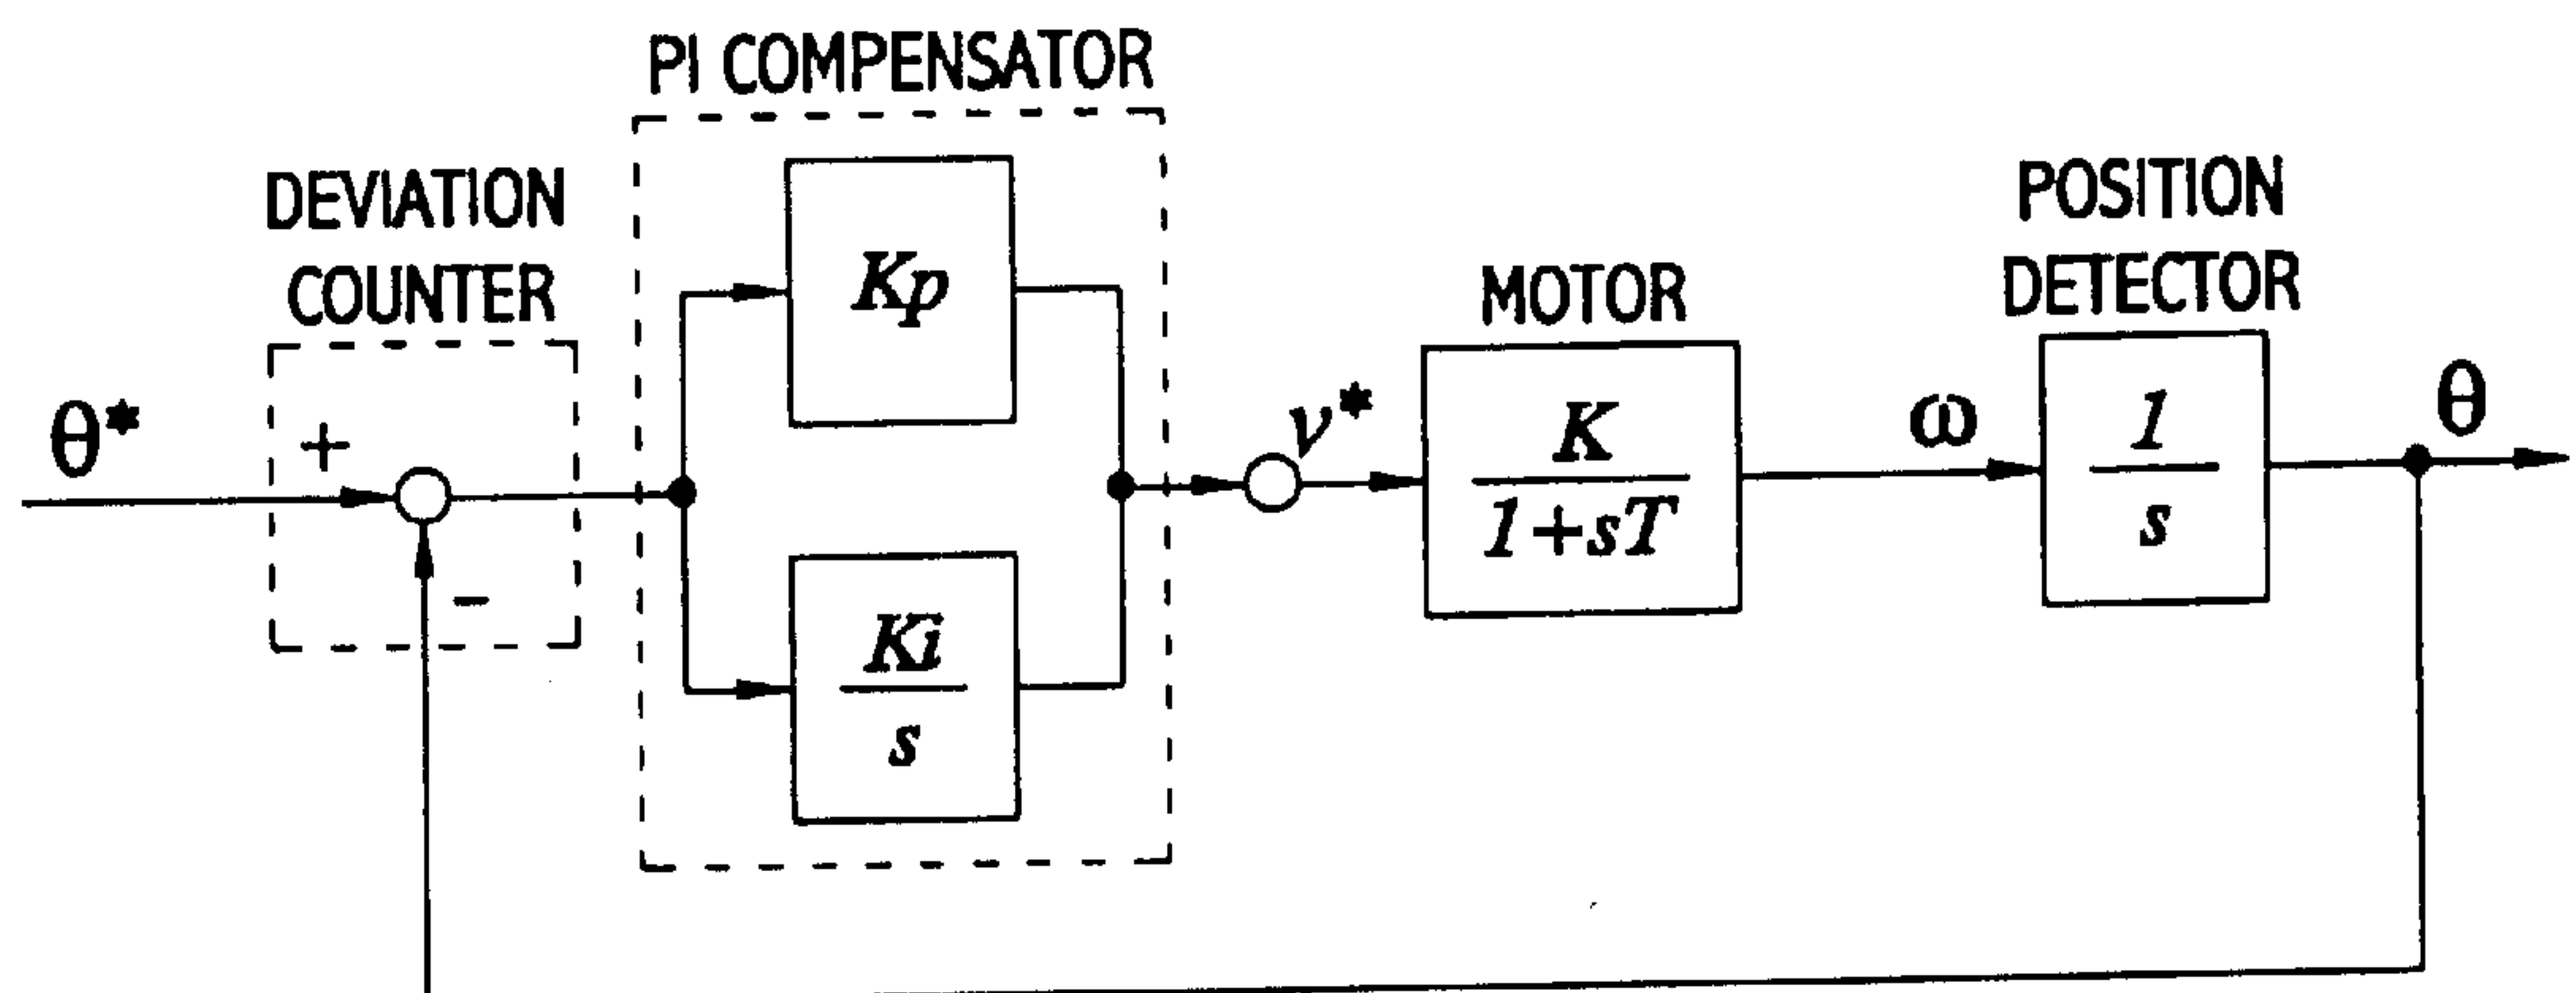 PI COMPENSATOR
DEVIATION
COUNTER
POSITION
DETECTOR
MOTOR
Kp
θ*
+
−
ν*
K
1+sT
ω
1
s
θ
Ki
s